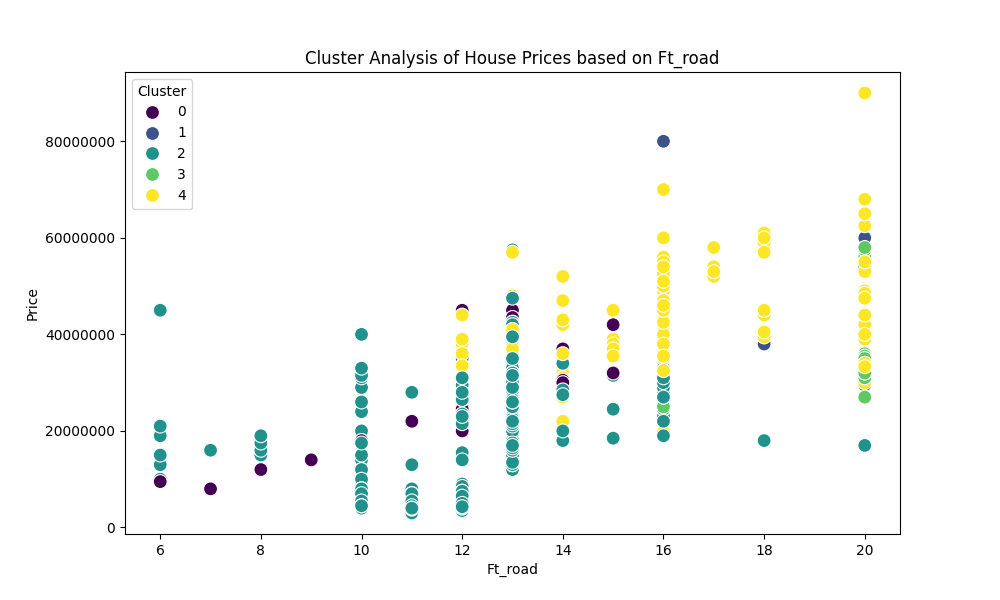 Cluster Analysis of House Prices based on Ft_road
Cluster
0
1
2
3
4
80000000
60000000
40000000
20000000
0
Price
6 8 10 12 14 16 18 20
Ft_road